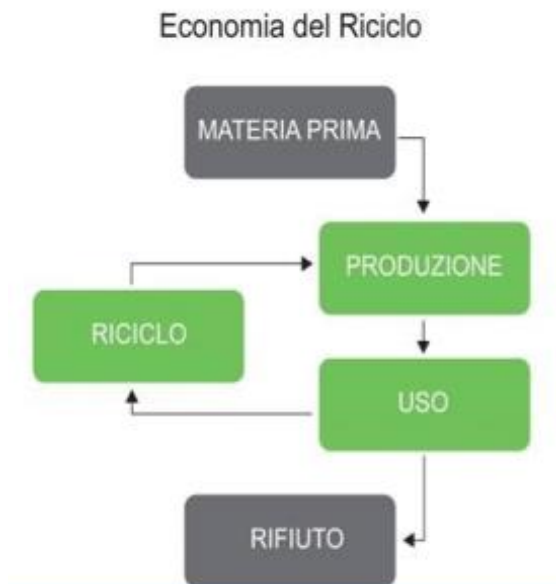 Economia del Riciclo
MATERIA PRIMA
PRODUZIONE
RICICLO
USO
RIFIUTO